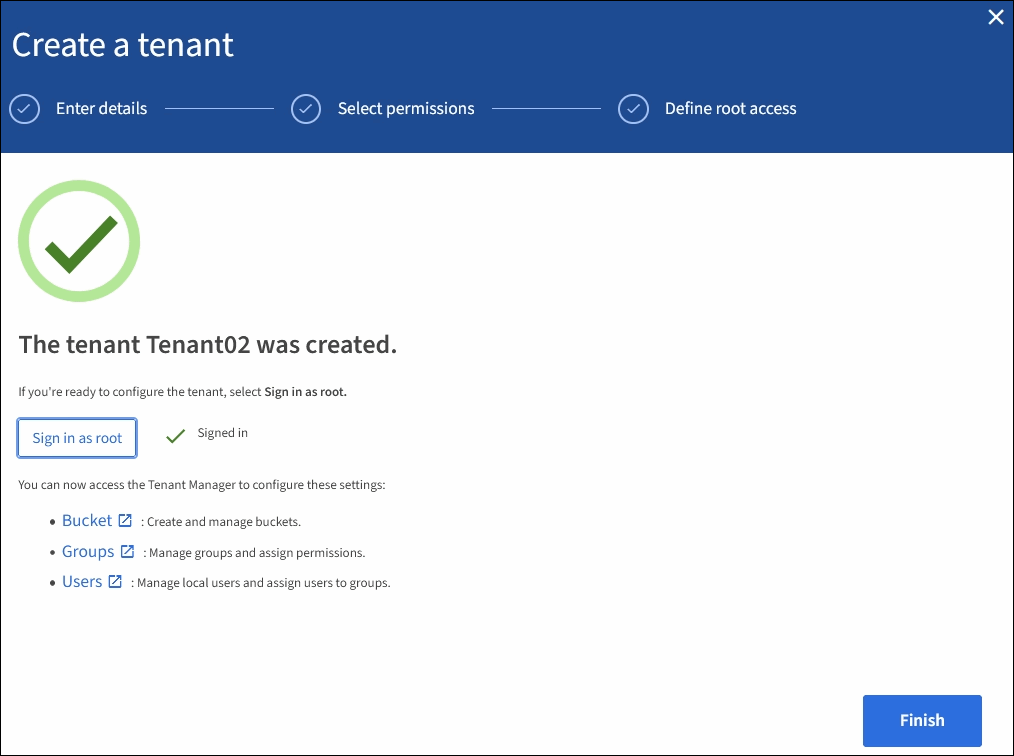 Create a tenant
Enter details
Select permissions
Define root access
The tenant Tenant02 was created.
If you're ready to configure the tenant, select Sign in as root.
Sign in as root
Signed in
You can now access the Tenant Manager to configure these settings:
• Bucket : Create and manage buckets.
• Groups : Manage groups and assign permissions.
• Users : Manage local users and assign users to groups.
Finish